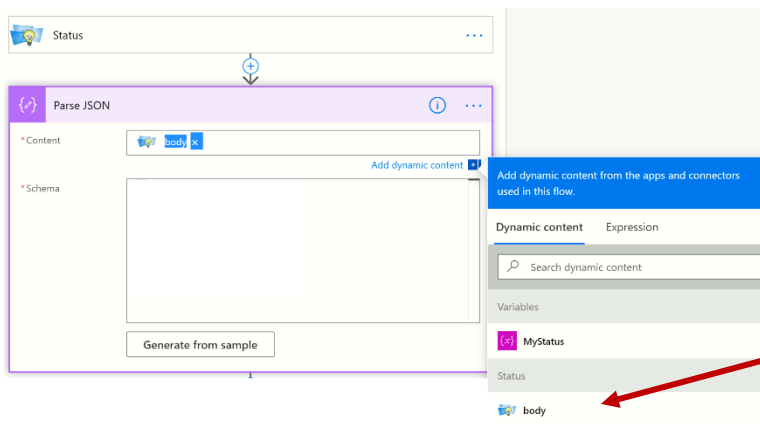 Status
Parse JSON
* Content
body
Add dynamic content
* Schema
Generate from sample
Add dynamic content from the apps and connectors
used in this flow.
Dynamic content Expression
Search dynamic content
Variables
{x} MyStatus
Status
body